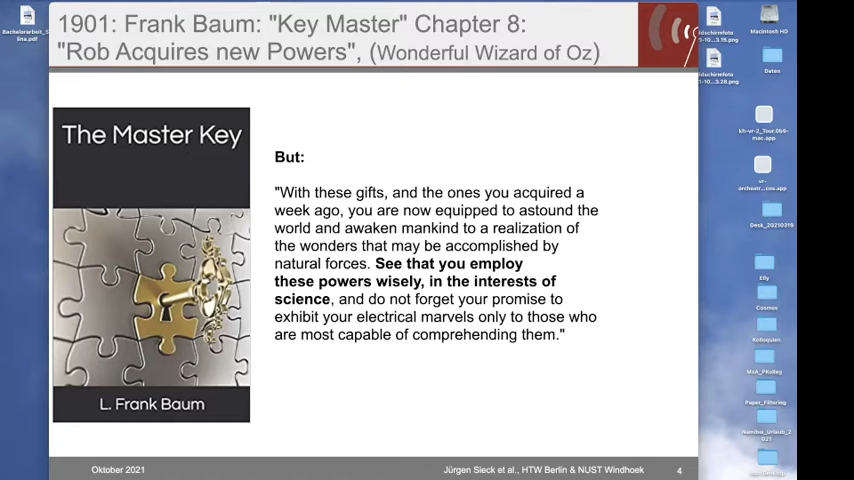 1901: Frank Baum: "Key Master" Chapter 8:
"Rob Acquires new Powers", (Wonderful Wizard of Oz)
The Master Key
L. Frank Baum
But:
"With these gifts, and the ones you acquired a
week ago, you are now equipped to astound the
world and awaken mankind to a realization of
the wonders that may be accomplished by
natural forces. See that you employ
these powers wisely, in the interests of
science, and do not forget your promise to
exhibit your electrical marvels only to those who
are most capable of comprehending them."
Oktober 2021
Jürgen Sieck et al., HTW Berlin & NUST Windhoek
4
Macintosh HD
Daten
Desk_20210319
Elly
Cosmos
Kolloquien
Paper_Filtering